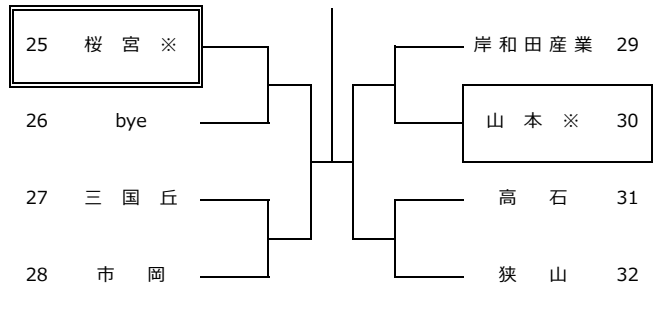 25 桜宮※ 岸和田産業 29
26 bye 山本※ 30
27 三国丘 高石 31
28 市岡 狭山 32